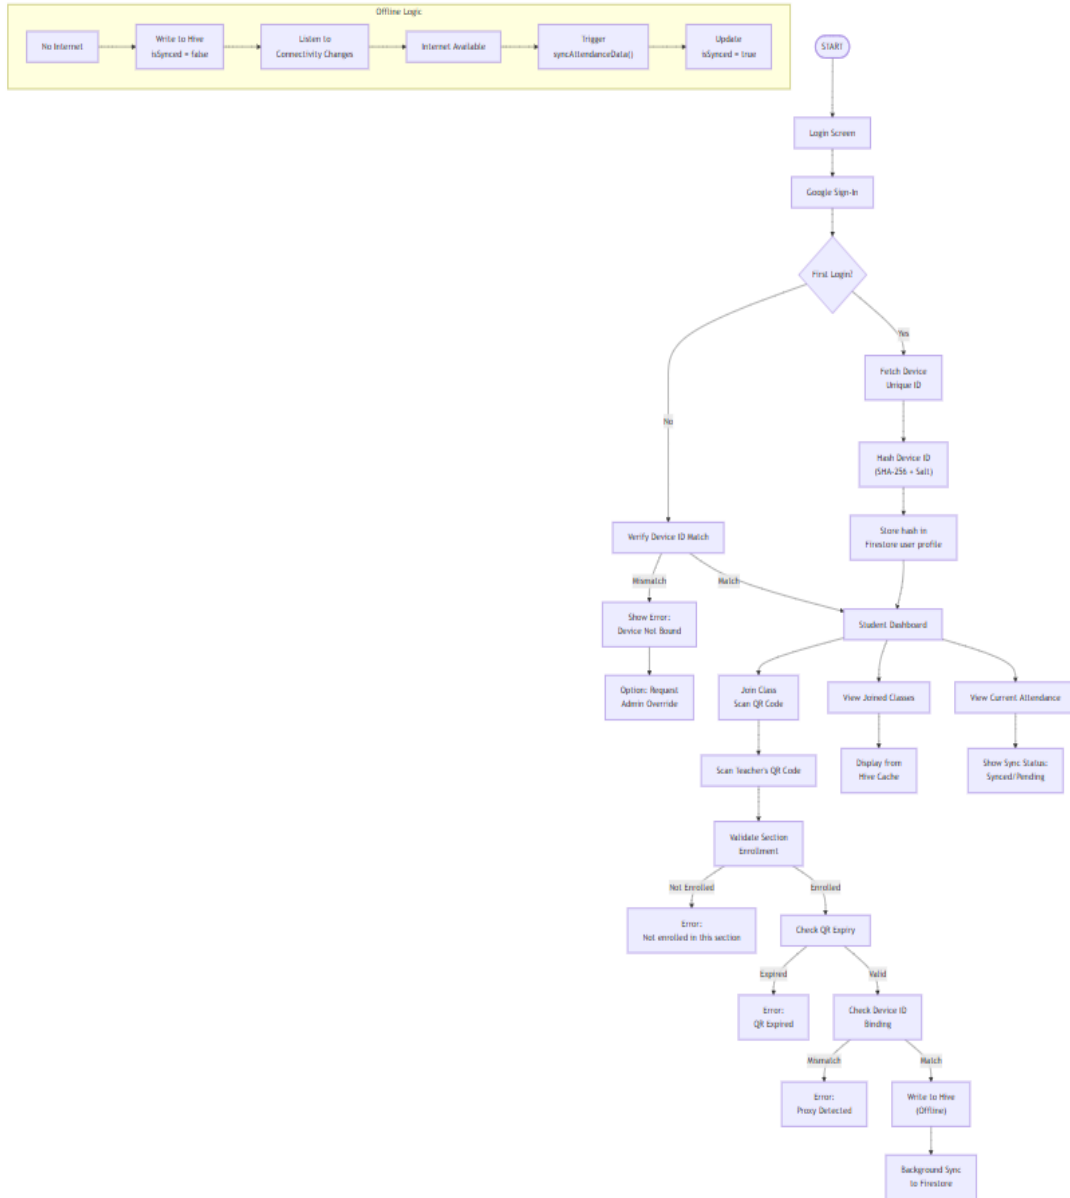 Offline Logic
No Internet
Write to Hive
isSynced = false
Listen to
Connectivity Changes
Internet Available
Trigger
syncAttendanceData()
Update
isSynced = true
START
Login Screen
Google Sign-In
First Login?
Yes
No
Fetch Device
Unique ID
Hash Device ID
(SHA-256 + Salt)
Store hash in
Firestore user profile
Verify Device ID Match
Mismatch
Match
Show Error:
Device Not Bound
Option: Request
Admin Override
Student Dashboard
Join Class
Scan QR Code
View Joined Classes
View Current Attendance
Scan Teacher's QR Code
Display from
Hive Cache
Show Sync Status:
Synced/Pending
Validate Section
Enrollment
Not Enrolled
Enrolled
Error:
Not enrolled in this section
Check QR Expiry
Expired
Valid
Error:
QR Expired
Check Device ID
Binding
Mismatch
Match
Error:
Proxy Detected
Write to Hive
(Offline)
Background Sync
to Firestore